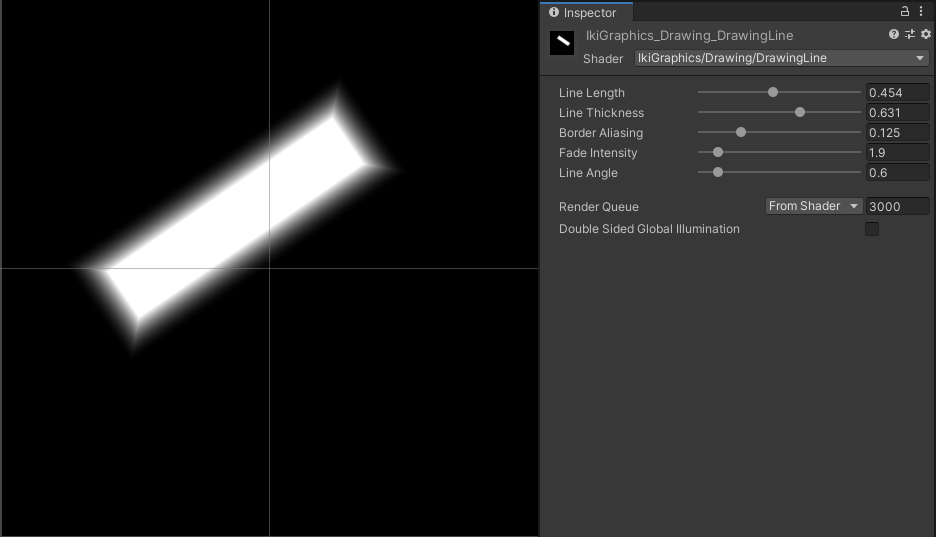 Inspector
IkiGraphics_Drawing_DrawingLine
Shader IkiGraphics/Drawing/DrawingLine
Line Length 0.454
Line Thickness 0.631
Border Aliasing 0.125
Fade Intensity 1.9
Line Angle 0.6
Render Queue From Shader 3000
Double Sided Global Illumination